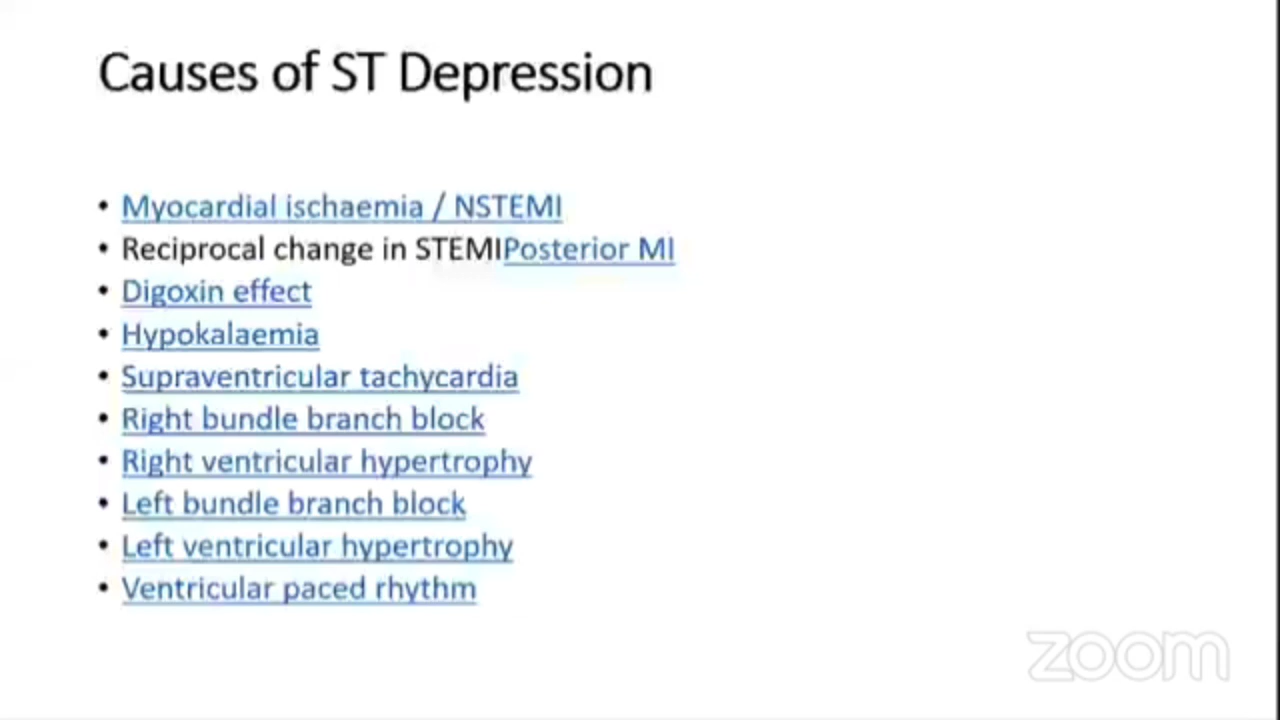 Causes of ST Depression
• Myocardial ischaemia / NSTEMI
• Reciprocal change in STEMIPosterior MI
• Digoxin effect
• Hypokalaemia
• Supraventricular tachycardia
• Right bundle branch block
• Right ventricular hypertrophy
• Left bundle branch block
• Left ventricular hypertrophy
• Ventricular paced rhythm
zoom